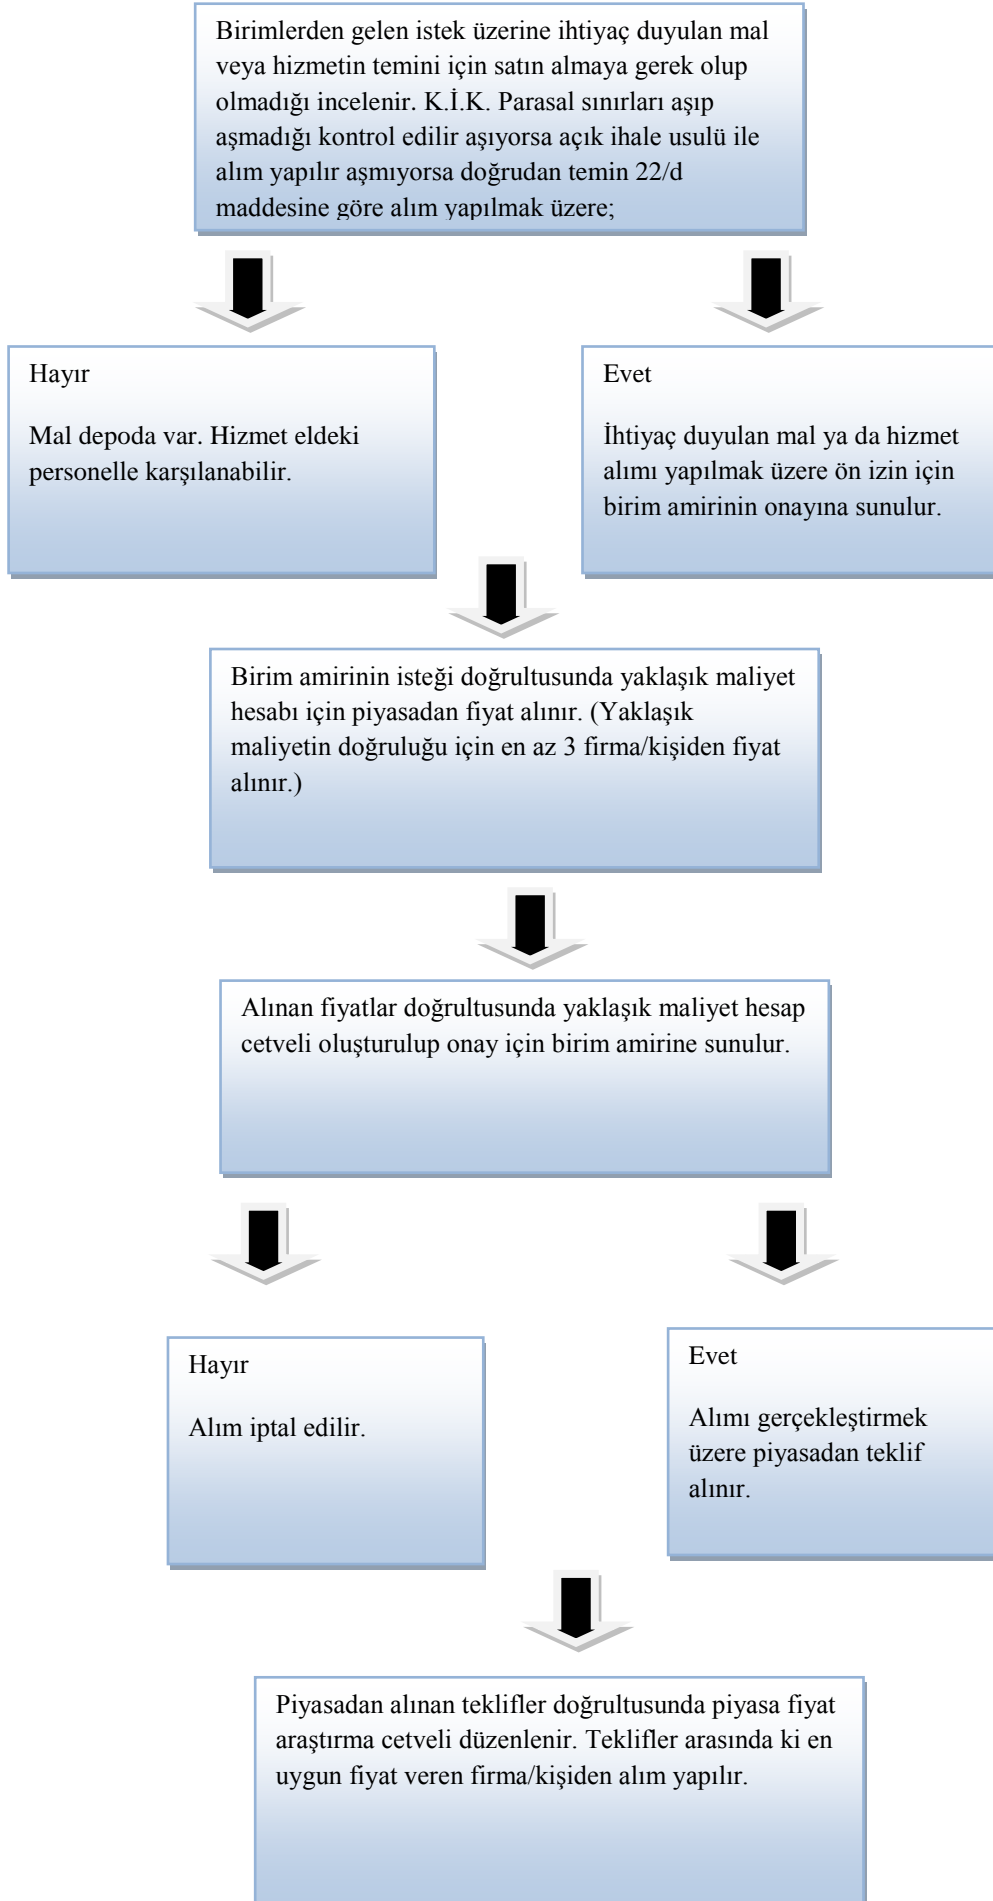 Birimlerden gelen istek üzerine ihtiyaç duyulan mal
veya hizmetin temini için satın almaya gerek olup
olmadığı incelenir. K.İ.K. Parasal sınırları aşıp
aşmadığı kontrol edilir aşıyorsa açık ihale usulü ile
alım yapılır aşmıyorsa doğrudan temin 22/d
maddesine göre alım yapılmak üzere;
Hayır
Mal depoda var. Hizmet eldeki
personelle karşılanabilir.
Evet
İhtiyaç duyulan mal ya da hizmet
alımı yapılmak üzere ön izin için
birim amirinin onayına sunulur.
Birim amirinin isteği doğrultusunda yaklaşık maliyet
hesabı için piyasadan fiyat alınır. (Yaklaşık
maliyetin doğruluğu için en az 3 firma/kişiden fiyat
alınır.)
Alınan fiyatlar doğrultusunda yaklaşık maliyet hesap
cetveli oluşturulup onay için birim amirine sunulur.
Hayır
Alım iptal edilir.
Evet
Alımı gerçekleştirmek
üzere piyasadan teklif
alınır.
Piyasadan alınan teklifler doğrultusunda piyasa fiyat
araştırma cetveli düzenlenir. Teklifler arasında ki en
uygun fiyat veren firma/kişiden alım yapılır.